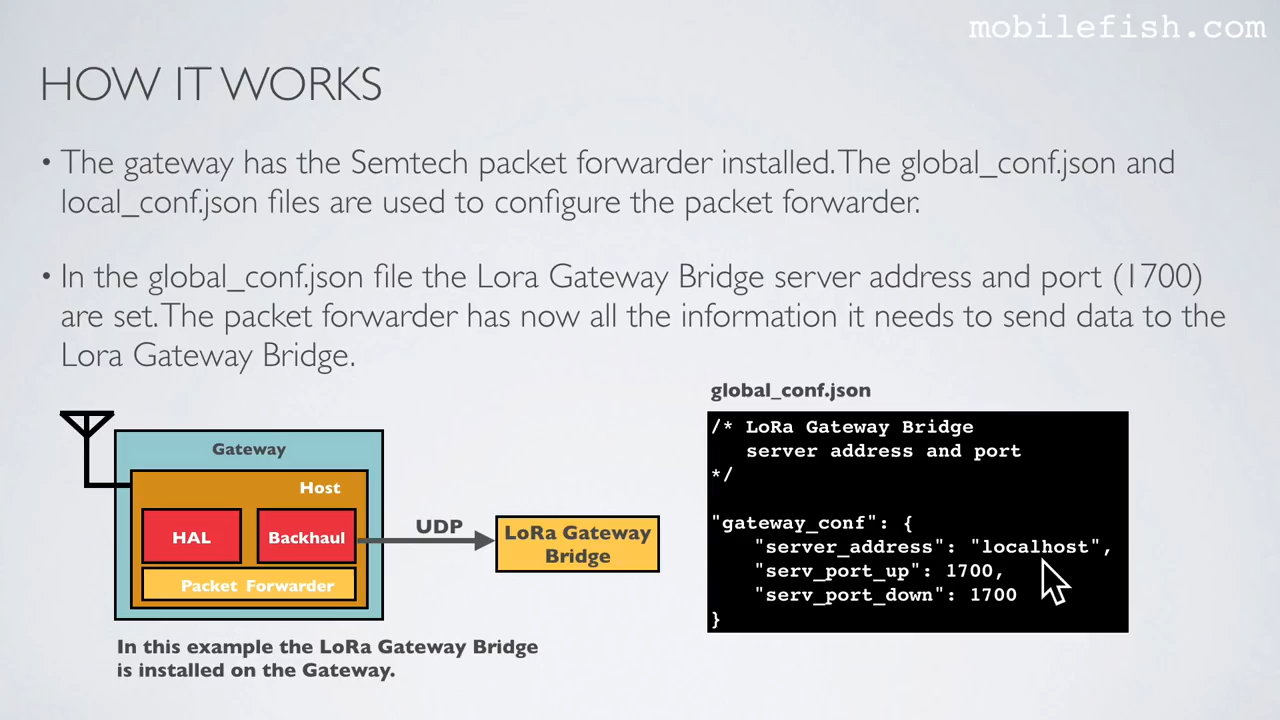 mobilefish.com
HOW IT WORKS
• The gateway has the Semtech packet forwarder installed. The global_conf.json and
local_conf.json files are used to configure the packet forwarder.
• In the global_conf.json file the Lora Gateway Bridge server address and port (1700)
are set. The packet forwarder has now all the information it needs to send data to the
Lora Gateway Bridge.
Gateway
Host
HAL
Backhaul
Packet Forwarder
UDP
LoRa Gateway
Bridge
In this example the LoRa Gateway Bridge
is installed on the Gateway.
global_conf.json
/* LoRa Gateway Bridge
   server address and port
*/
"gateway_conf": {
    "server_address": "localhost",
    "serv_port_up": 1700,
    "serv_port_down": 1700
}